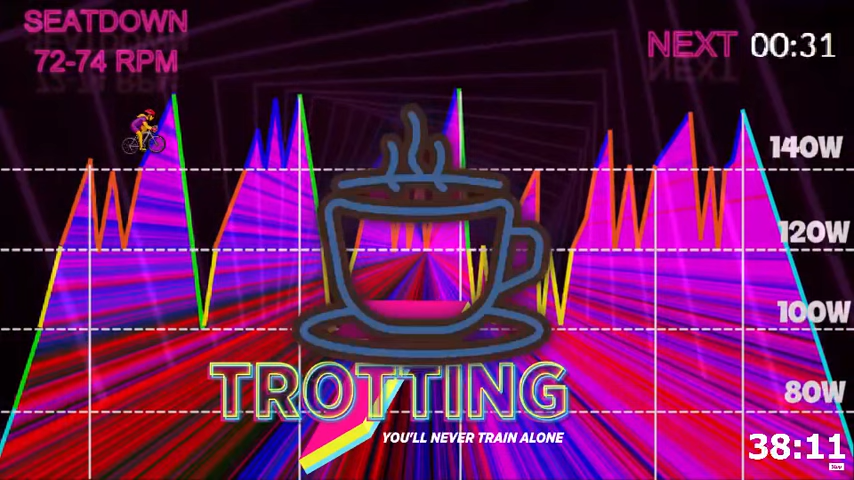 SEATDOWN
72-74 RPM
NEXT 00:31
140W
120W
100W
80W
TROTTING
YOU'LL NEVER TRAIN ALONE
38:11